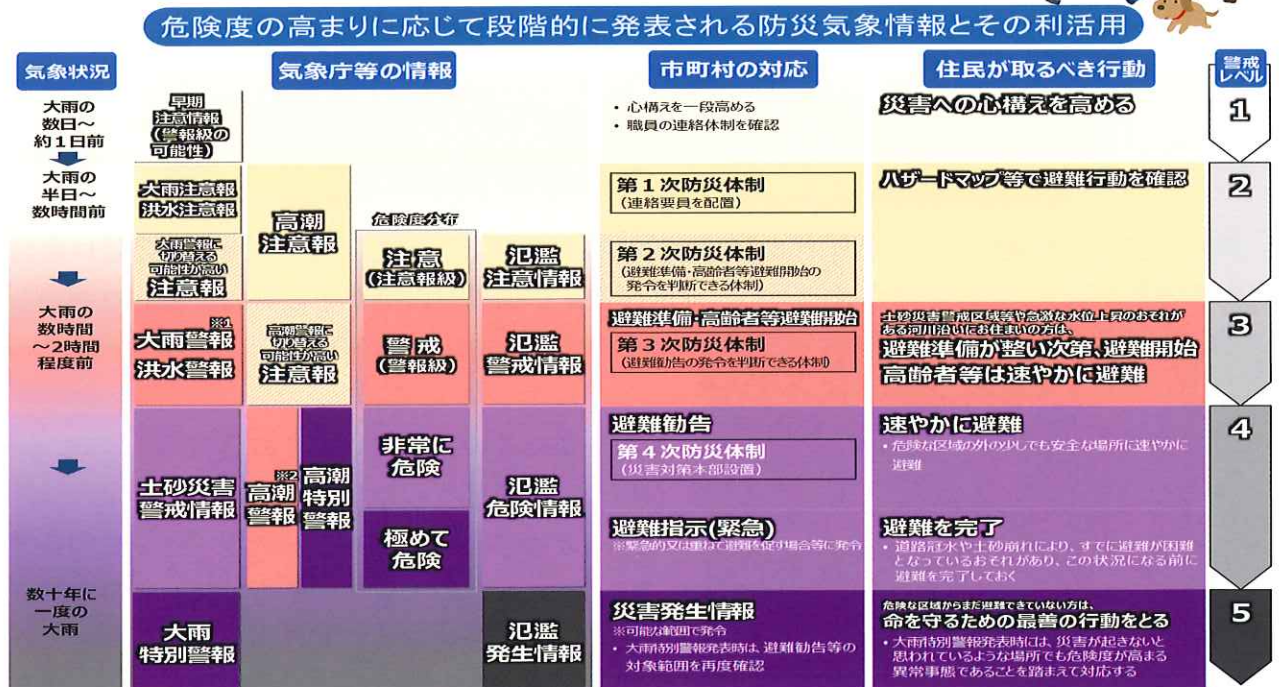 危険度の高まりに応じて段階的に発表される防災気象情報とその利活用
気象状況
気象庁等の情報
市町村の対応
住民が取るべき行動
警戒
レベル
大雨の
数日～
約1日前
早期
注意情報
(警報級の
可能性)
・心構えを一段高める
・職員の連絡体制を確認
災害への心構えを高める
1
大雨の
半日～
数時間前
大雨注意報
洪水注意報
高潮
注意報
危険度分布
第1次防災体制
(連絡要員を配置)
ハザードマップ等で避難行動を確認
2
大雨警報に
切り替える
可能性が高い
注意報
注意
(注意報級)
氾濫
注意情報
第2次防災体制
(避難準備・高齢者等避難開始の
発令を判断できる体制)
大雨の
数時間
～2時間
程度前
※1
大雨警報
洪水警報
高潮警報に
切り替える
可能性が高い
注意報
警戒
(警報級)
氾濫
警戒情報
避難準備・高齢者等避難開始
第3次防災体制
(避難勧告の発令を判断できる体制)
土砂災害警戒区域等や急激な水位上昇のおそれが
ある河川沿いにお住まいの方は、
避難準備が整い次第、避難開始
高齢者等は速やかに避難
3
土砂災害
警戒情報
※2
高潮
警報
高潮
特別
警報
非常に
危険
極めて
危険
氾濫
危険情報
避難勧告
第4次防災体制
(災害対策本部設置)
避難指示(緊急)
※緊急的又は重ねて避難を促す場合等に発令
速やかに避難
・危険な区域の外の少しでも安全な場所に速やかに
避難
避難を完了
・道路冠水や土砂崩れにより、すでに避難が困難
となっているおそれがあり、この状況になる前に
避難を完了しておく
4
数十年に
一度の
大雨
大雨
特別警報
氾濫
発生情報
災害発生情報
※可能な範囲で発令
・大雨特別警報発表時は、避難勧告等の
対象範囲を再度確認
危険な区域からまだ避難できていない方は、
命を守るための最善の行動をとる
・大雨特別警報発表時には、災害が起きないと
思われているような場所でも危険度が高まる
異常事態であることを踏まえて対応する
5